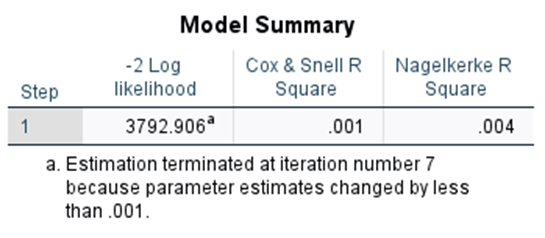 Model Summary
Step -2 Log likelihood Cox & Snell R Square Nagelkerke R Square
1 3792.906a .001 .004
a. Estimation terminated at iteration number 7
because parameter estimates changed by less
than .001.